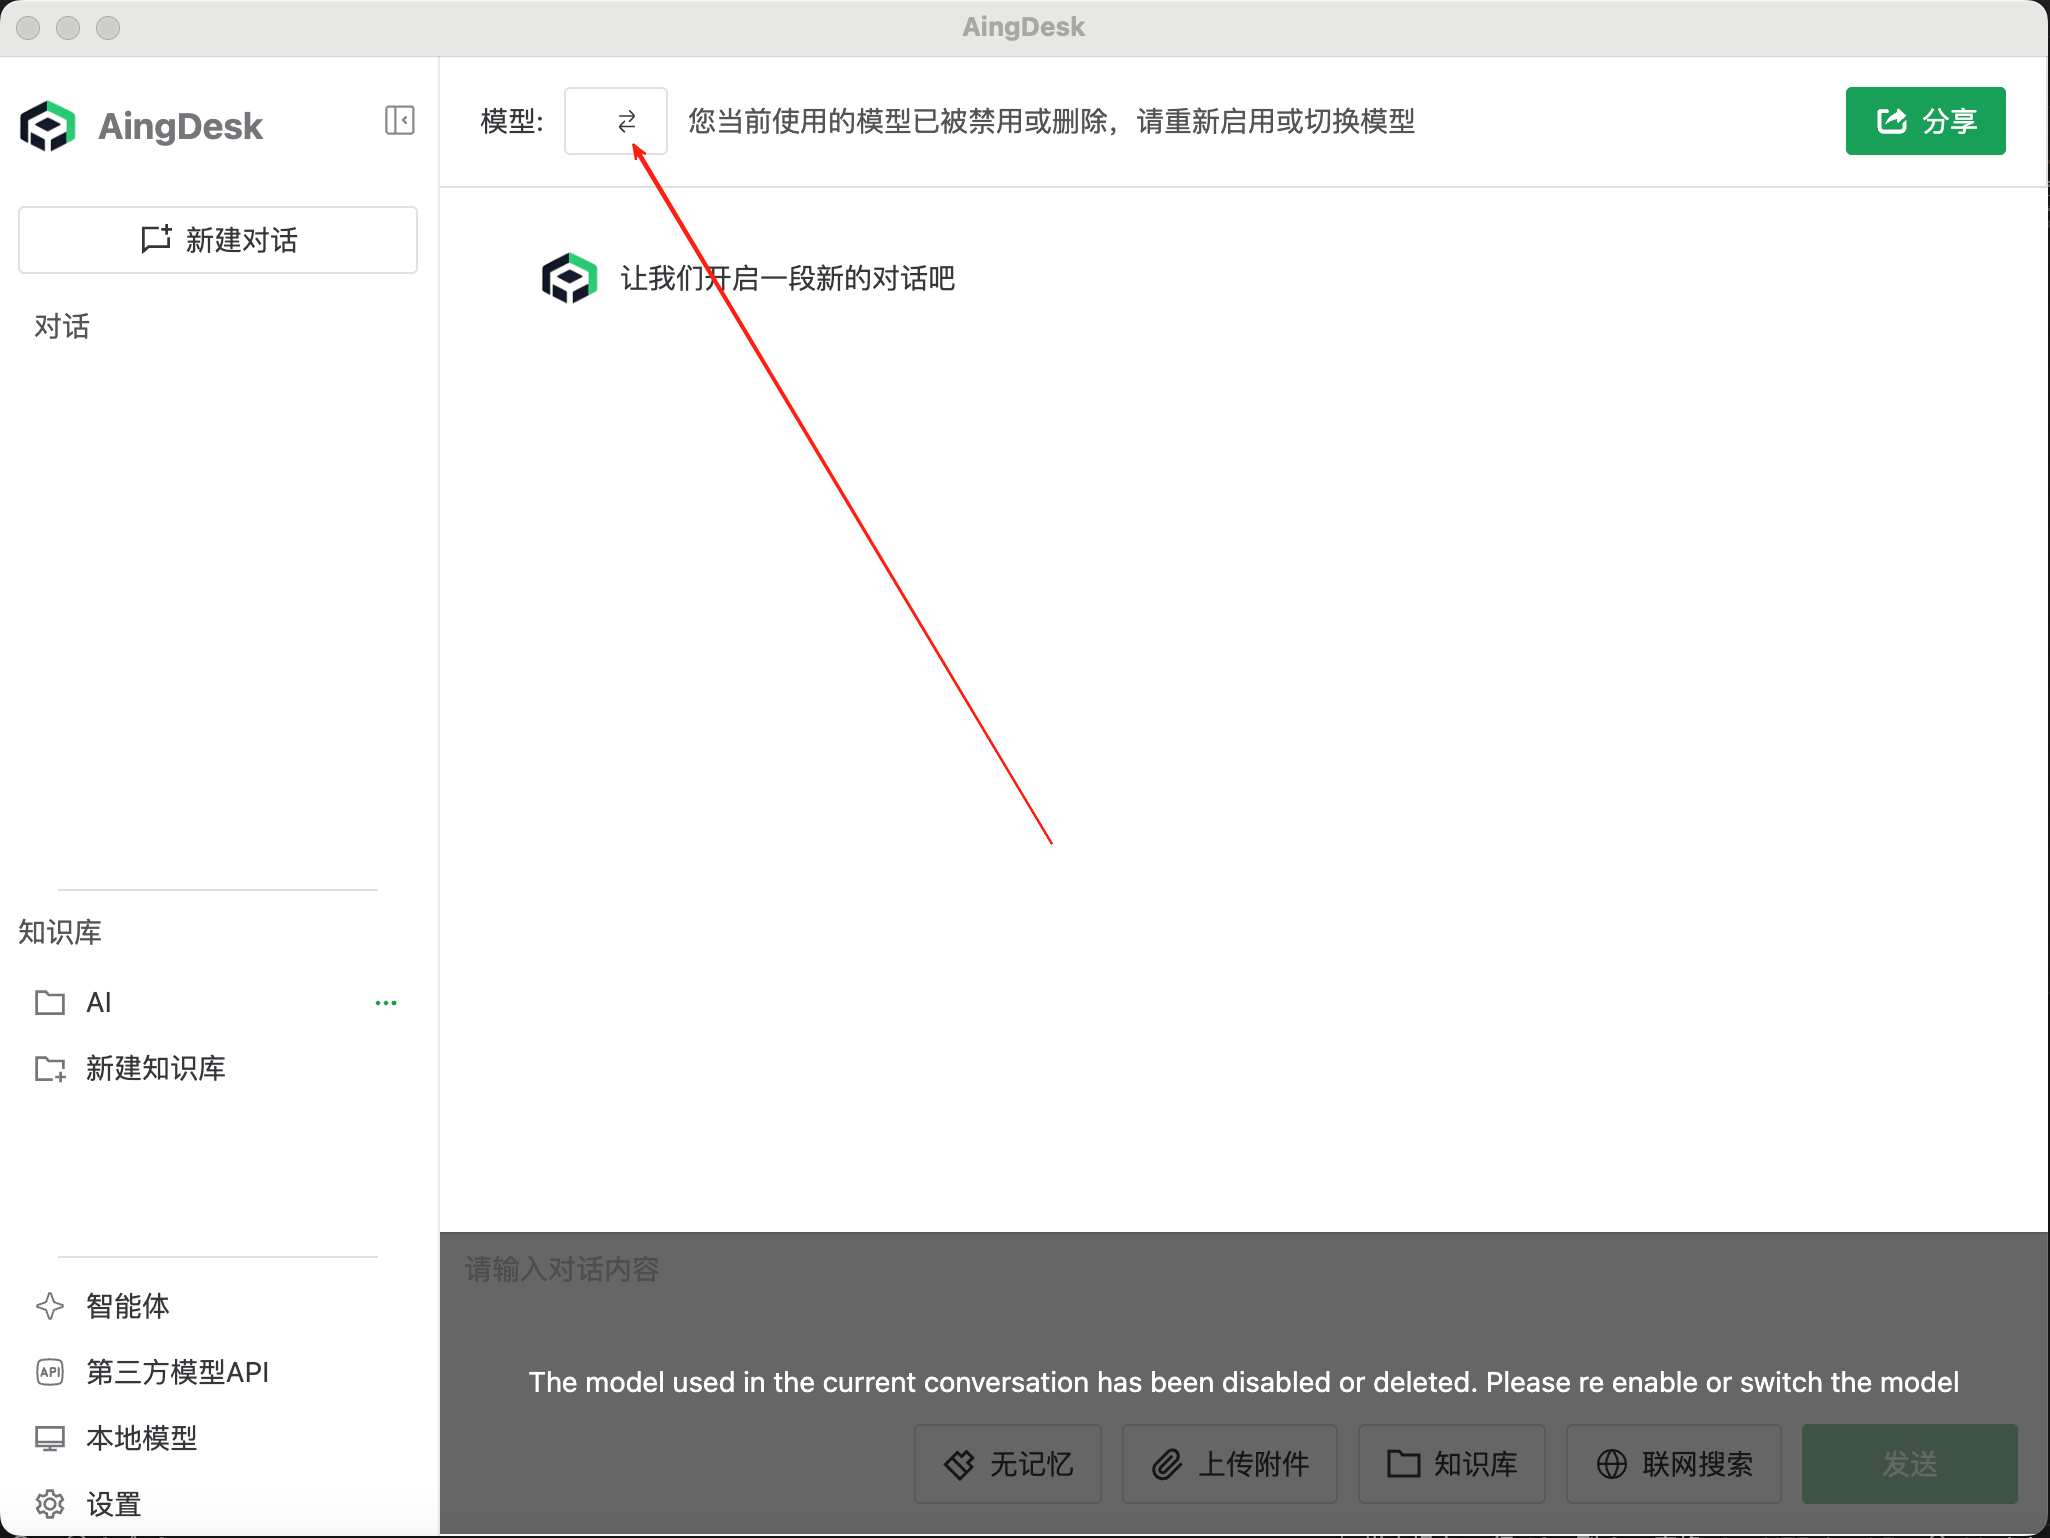 AingDesk
AingDesk
新建对话
对话
知识库
AI
新建知识库
智能体
API 第三方模型API
本地模型
设置
模型: 您当前使用的模型已被禁用或删除，请重新启用或切换模型
分享
让我们开启一段新的对话吧
请输入对话内容
The model used in the current conversation has been disabled or deleted. Please re enable or switch the model
无记忆 上传附件 知识库 联网搜索 发送